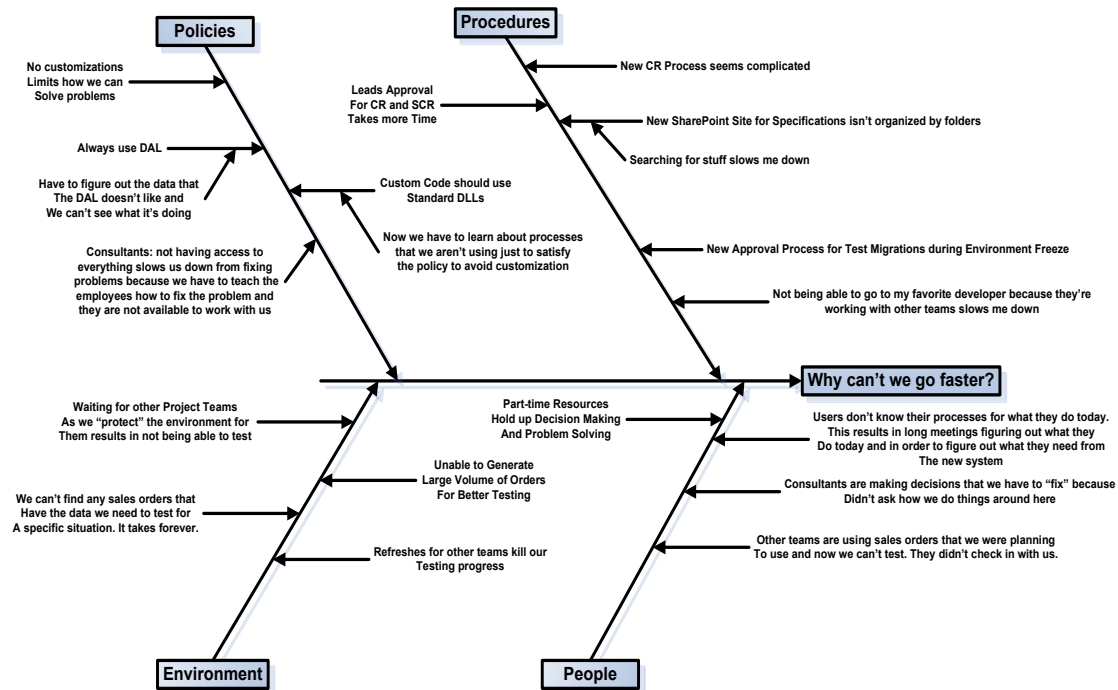 Policies
No customizations
Limits how we can
Solve problems
Always use DAL
Have to figure out the data that
The DAL doesn't like and
We can't see what it's doing
Custom Code should use
Standard DLLs
Now we have to learn about processes
that we aren't using just to satisfy
the policy to avoid customization
Consultants: not having access to
everything slows us down from fixing
problems because we have to teach the
employees how to fix the problem and
they are not available to work with us
Procedures
New CR Process seems complicated
Leads Approval
For CR and SCR
Takes more Time
New SharePoint Site for Specifications isn't organized by folders
Searching for stuff slows me down
New Approval Process for Test Migrations during Environment Freeze
Not being able to go to my favorite developer because they're
working with other teams slows me down
Why can't we go faster?
Waiting for other Project Teams
As we "protect" the environment for
Them results in not being able to test
Unable to Generate
Large Volume of Orders
For Better Testing
We can't find any sales orders that
Have the data we need to test for
A specific situation. It takes forever.
Refreshes for other teams kill our
Testing progress
Environment
Part-time Resources
Hold up Decision Making
And Problem Solving
Users don't know their processes for what they do today.
This results in long meetings figuring out what they
Do today and in order to figure out what they need from
The new system
Consultants are making decisions that we have to "fix" because
Didn't ask how we do things around here
Other teams are using sales orders that we were planning
To use and now we can't test. They didn't check in with us.
People